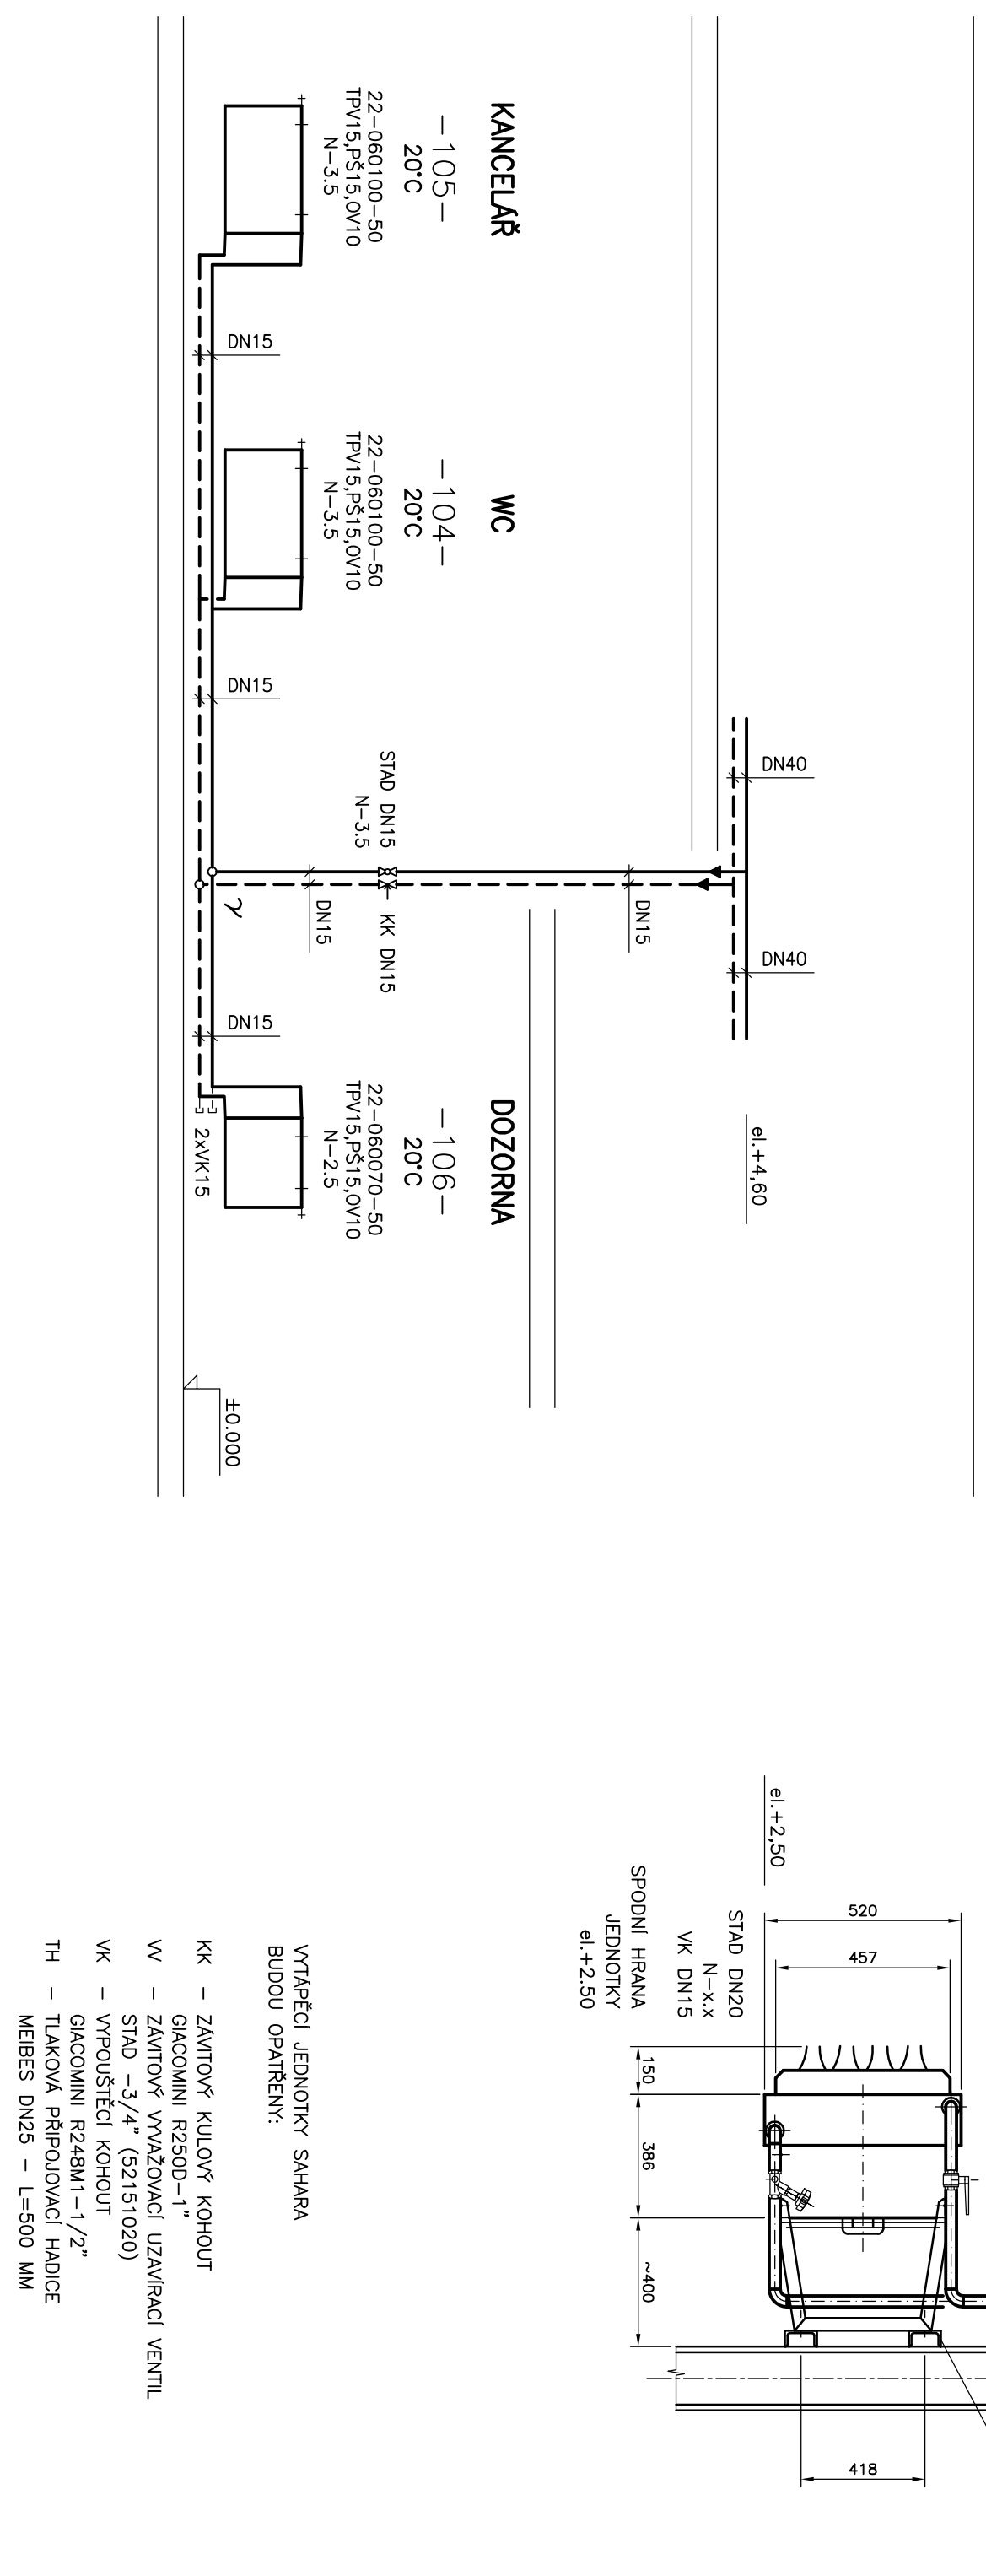 KANCELÁŘ
-105-
20°C
22-060100-50
TPV15,PŠ15,OV10
N-3.5
WC
-104-
20°C
22-060100-50
TPV15,PŠ15,OV10
N-3.5
DOZORNA
-106-
20°C
22-060070-50
TPV15,PŠ15,OV10
N-2.5
DN40
DN40
el.+4,60
DN15
STAD DN15
N-3.5
KK DN15
DN15
DN15
DN15
DN15
2
2xVK15
±0.000
el.+2,50
520
457
STAD DN20
N-x.x
VK DN15
SPODNÍ HRANA
JEDNOTKY
el.+2.50
150
386
~400
418
VYTÁPĚCÍ JEDNOTKY SAHARA
BUDOU OPATŘENY:
KK - ZÁVITOVÝ KULOVÝ KOHOUT
GIACOMINI R250D-1"
VV - ZÁVITOVÝ VYVAŽOVACÍ UZAVÍRACÍ VENTIL
STAD -3/4" (52151020)
VK - VYPOUŠTĚCÍ KOHOUT
GIACOMINI R248M1-1/2"
TH - TLAKOVÁ PŘIPOJOVACÍ HADICE
MEIBES DN25 - L=500 MM